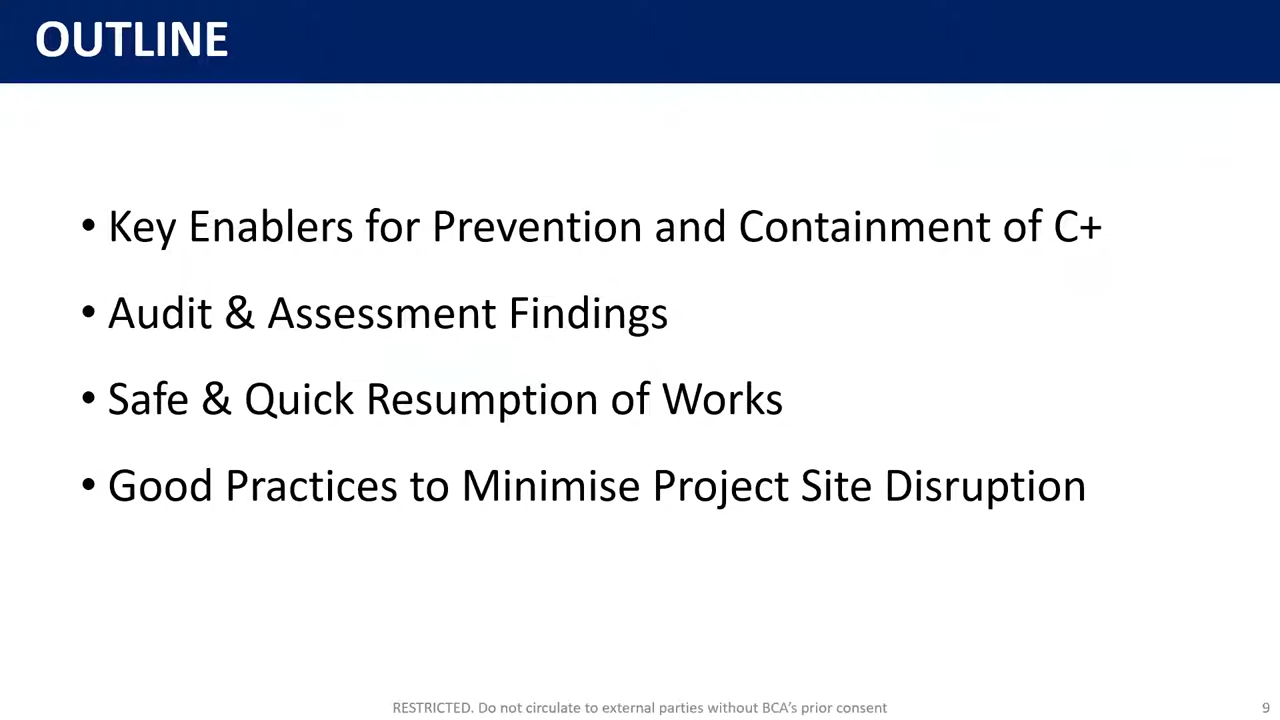 OUTLINE
• Key Enablers for Prevention and Containment of C+
• Audit & Assessment Findings
• Safe & Quick Resumption of Works
• Good Practices to Minimise Project Site Disruption
RESTRICTED. Do not circulate to external parties without BCA's prior consent
9